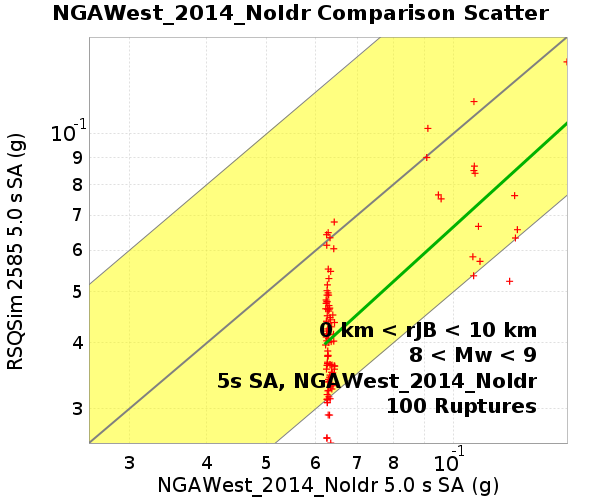 NGAWest_2014_NoIdr Comparison Scatter
RSQSim 2585 5.0 s SA (g)
10-1
9
8
7
6
5
4
3
0 km < rJB < 10 km
8 < Mw < 9
5s SA, NGAWest_2014_NoIdr
100 Ruptures
3 4 5 6 7 8 10-1
NGAWest_2014_NoIdr 5.0 s SA (g)